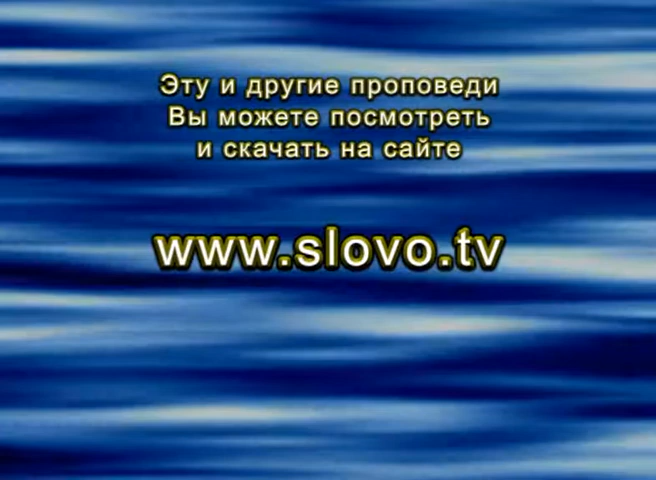 Эту и другие проповеди
Вы можете посмотреть
и скачать на сайте
www.slovo.tv